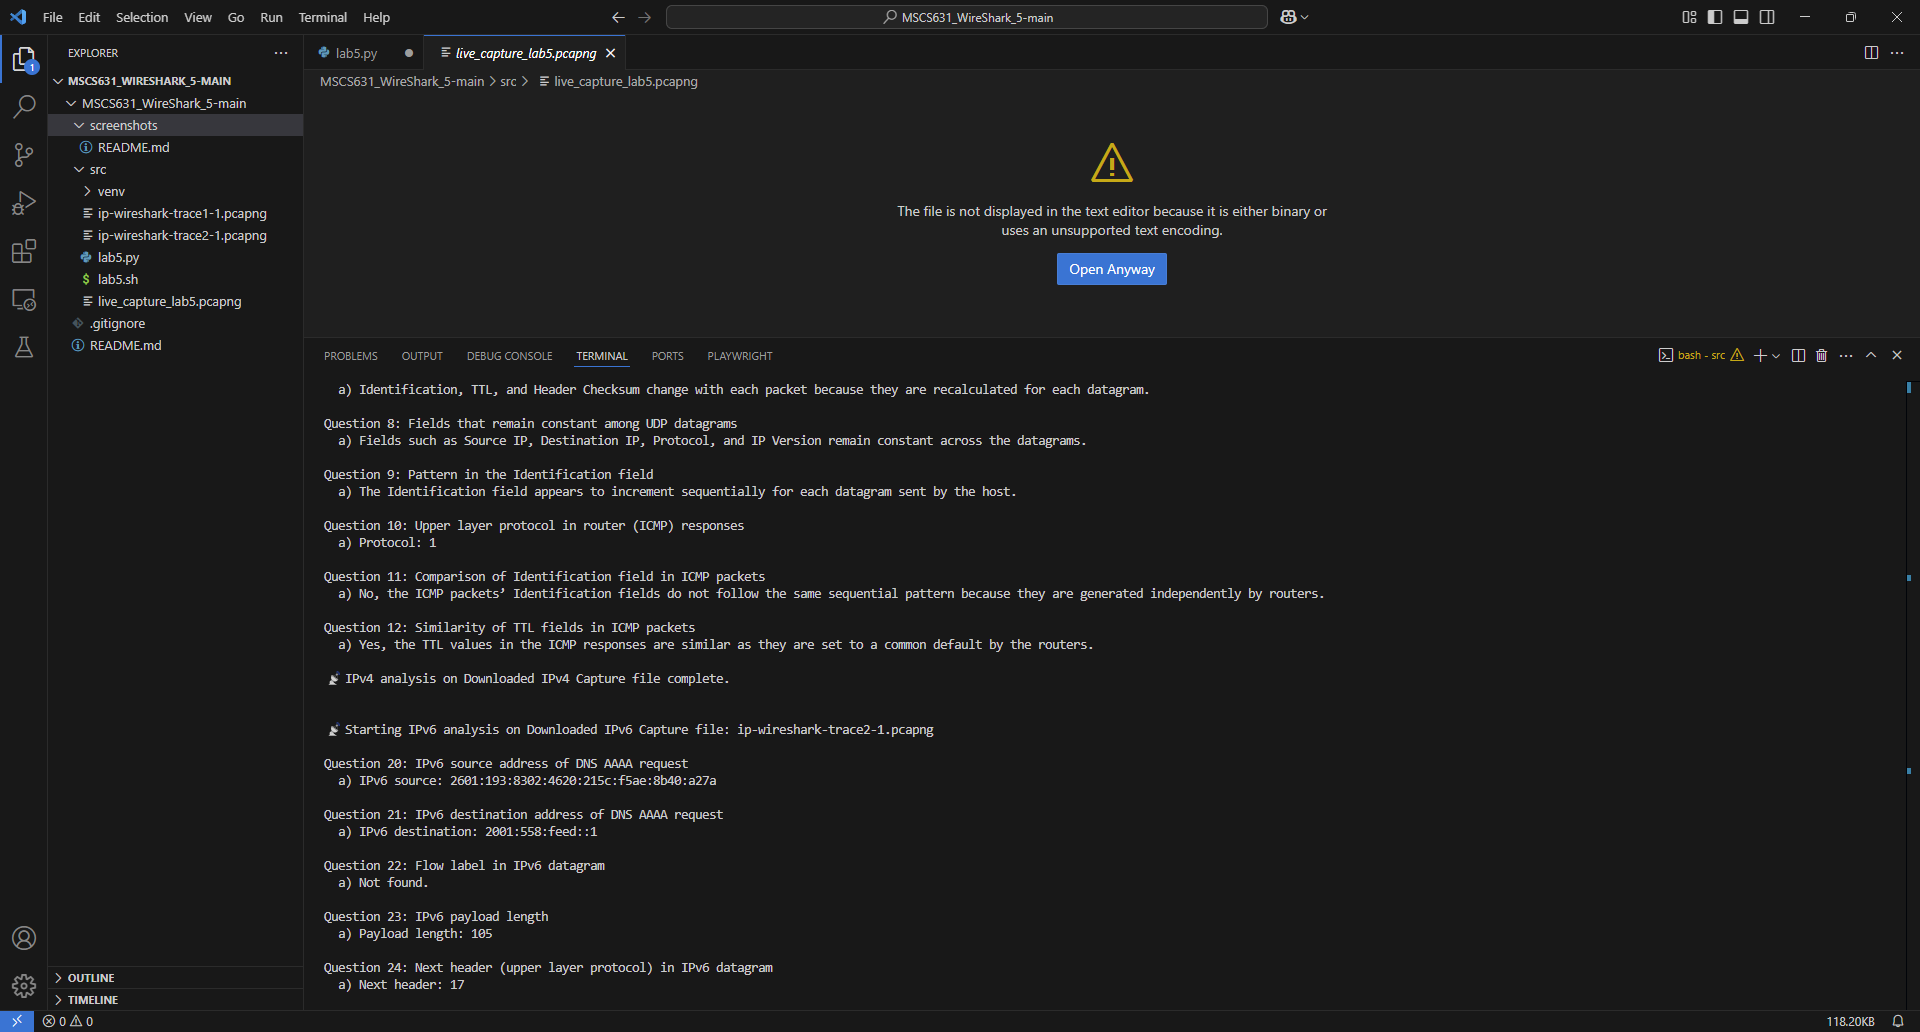 File Edit Selection View Go Run Terminal Help
MSCS631_WireShark_5-main
EXPLORER
MSCS631_WIRESHARK_5-MAIN
MSCS631_WireShark_5-main
screenshots
README.md
src
venv
ip-wireshark-trace1-1.pcapng
ip-wireshark-trace2-1.pcapng
lab5.py
lab5.sh
live_capture_lab5.pcapng
.gitignore
README.md
OUTLINE
TIMELINE
1
lab5.py
live_capture_lab5.pcapng
MSCS631_WireShark_5-main > src > live_capture_lab5.pcapng
The file is not displayed in the text editor because it is either binary or
uses an unsupported text encoding.
Open Anyway
PROBLEMS OUTPUT DEBUG CONSOLE TERMINAL PORTS PLAYWRIGHT
bash - src
a) Identification, TTL, and Header Checksum change with each packet because they are recalculated for each datagram.
Question 8: Fields that remain constant among UDP datagrams
a) Fields such as Source IP, Destination IP, Protocol, and IP Version remain constant across the datagrams.
Question 9: Pattern in the Identification field
a) The Identification field appears to increment sequentially for each datagram sent by the host.
Question 10: Upper layer protocol in router (ICMP) responses
a) Protocol: 1
Question 11: Comparison of Identification field in ICMP packets
a) No, the ICMP packets’ Identification fields do not follow the same sequential pattern because they are generated independently by routers.
Question 12: Similarity of TTL fields in ICMP packets
a) Yes, the TTL values in the ICMP responses are similar as they are set to a common default by the routers.
IPv4 analysis on Downloaded IPv4 Capture file complete.
Starting IPv6 analysis on Downloaded IPv6 Capture file: ip-wireshark-trace2-1.pcapng
Question 20: IPv6 source address of DNS AAAA request
a) IPv6 source: 2601:193:8302:4620:215c:f5ae:8b40:a27a
Question 21: IPv6 destination address of DNS AAAA request
a) IPv6 destination: 2001:558:feed::1
Question 22: Flow label in IPv6 datagram
a) Not found.
Question 23: IPv6 payload length
a) Payload length: 105
Question 24: Next header (upper layer protocol) in IPv6 datagram
a) Next header: 17
0 0
118.20KB